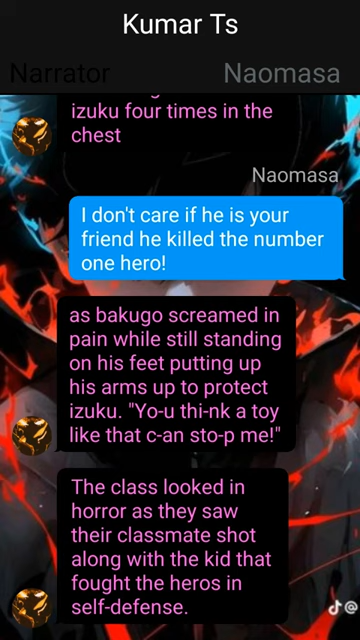 Kumar Ts
Narrator
Naomasa
izuku four times in the
chest
Naomasa
I don't care if he is your
friend he killed the number
one hero!
as bakugo screamed in
pain while still standing
on his feet putting up
his arms up to protect
izuku. "Yo-u thi-nk a toy
like that c-an sto-p me!"
The class looked in
horror as they saw
their classmate shot
along with the kid that
fought the heros in
self-defense.
@